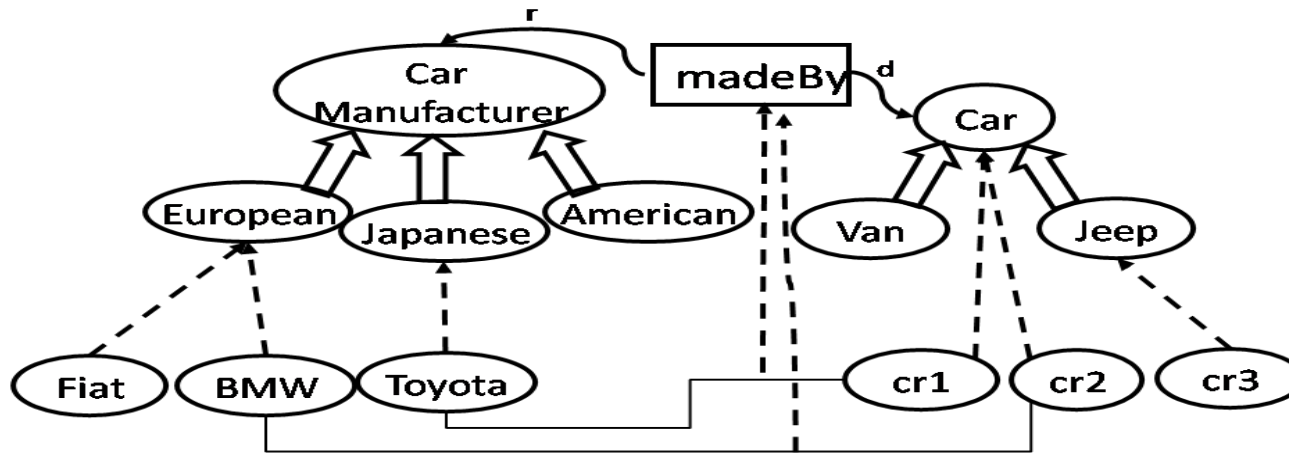 r
madeBy
d
Car
Manufacturer
Car
European
Japanese
American
Van
Jeep
Fiat
BMW
Toyota
cr1
cr2
cr3